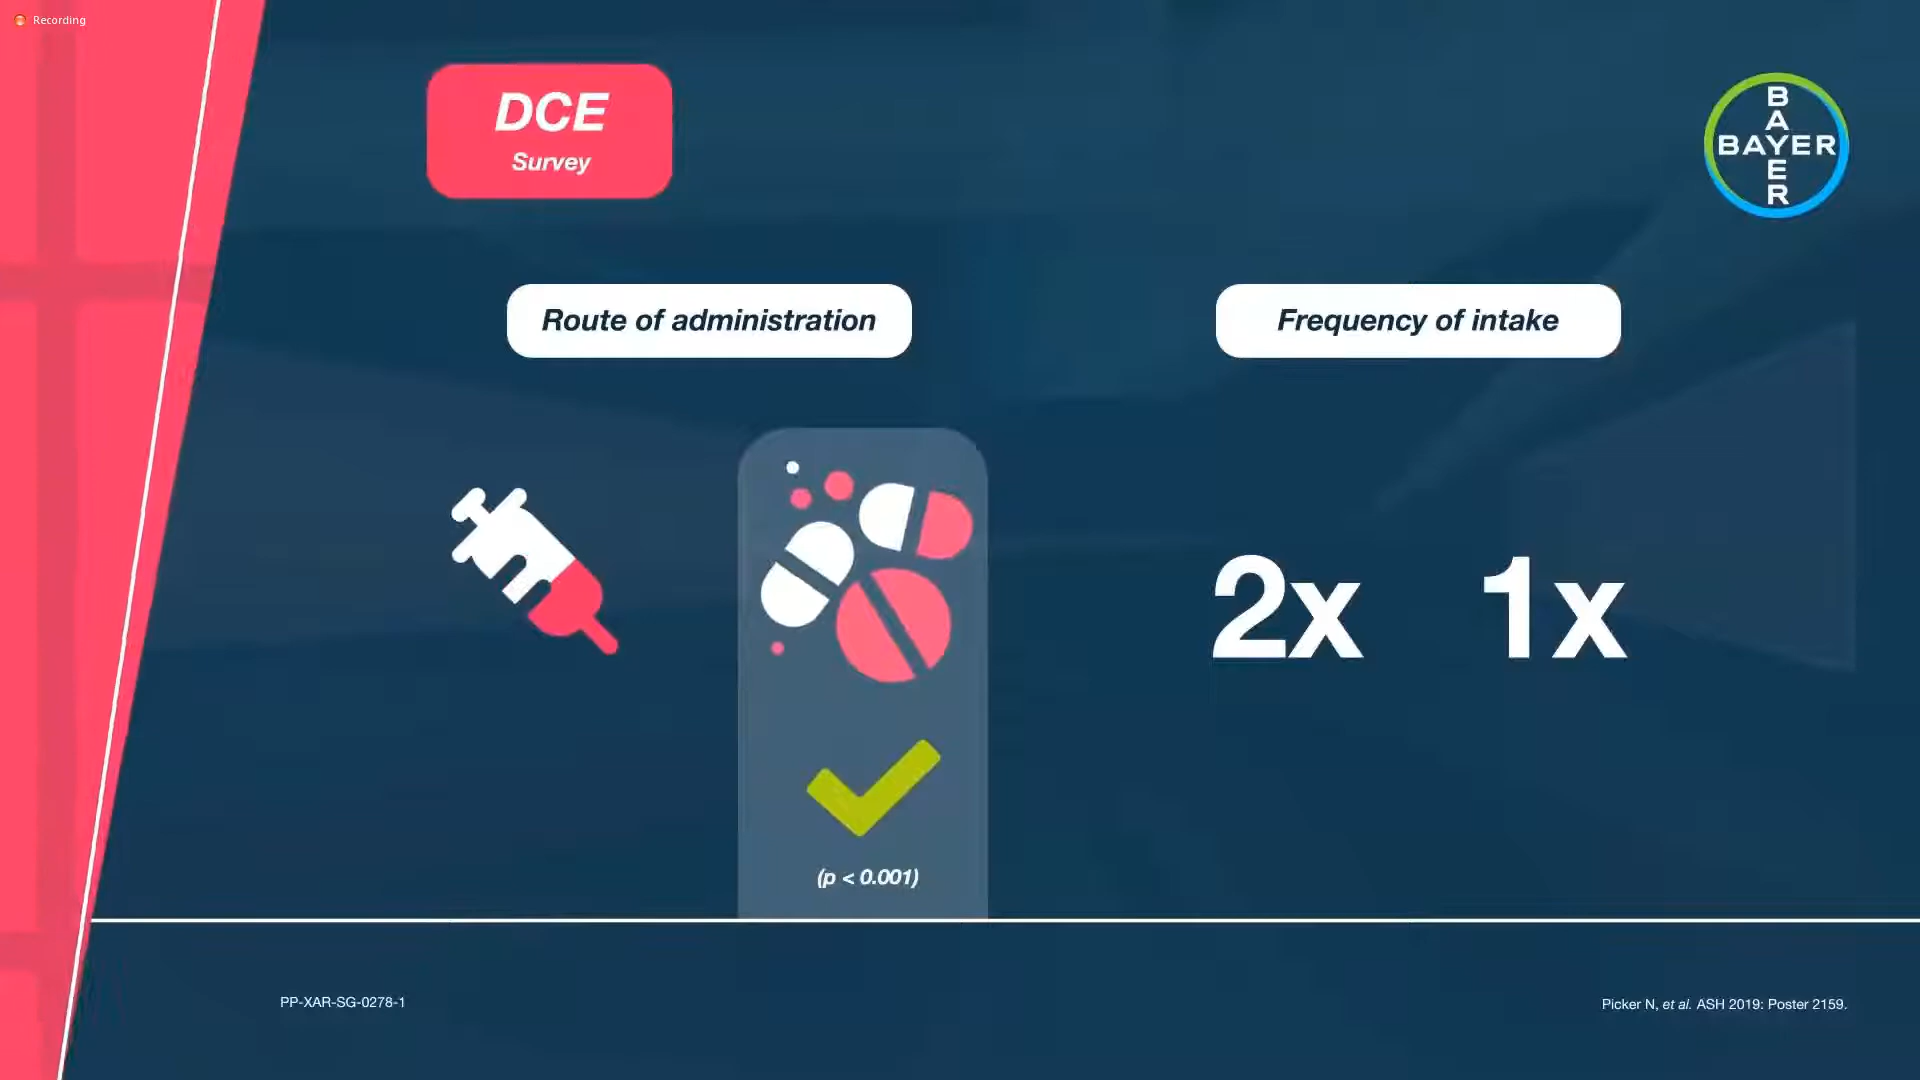 Recording
DCE
Survey
B
A
BAYER
E
R
Route of administration
Frequency of intake
2x 1x
(p < 0.001)
PP-XAR-SG-0278-1
Picker N, et al. ASH 2019: Poster 2159.